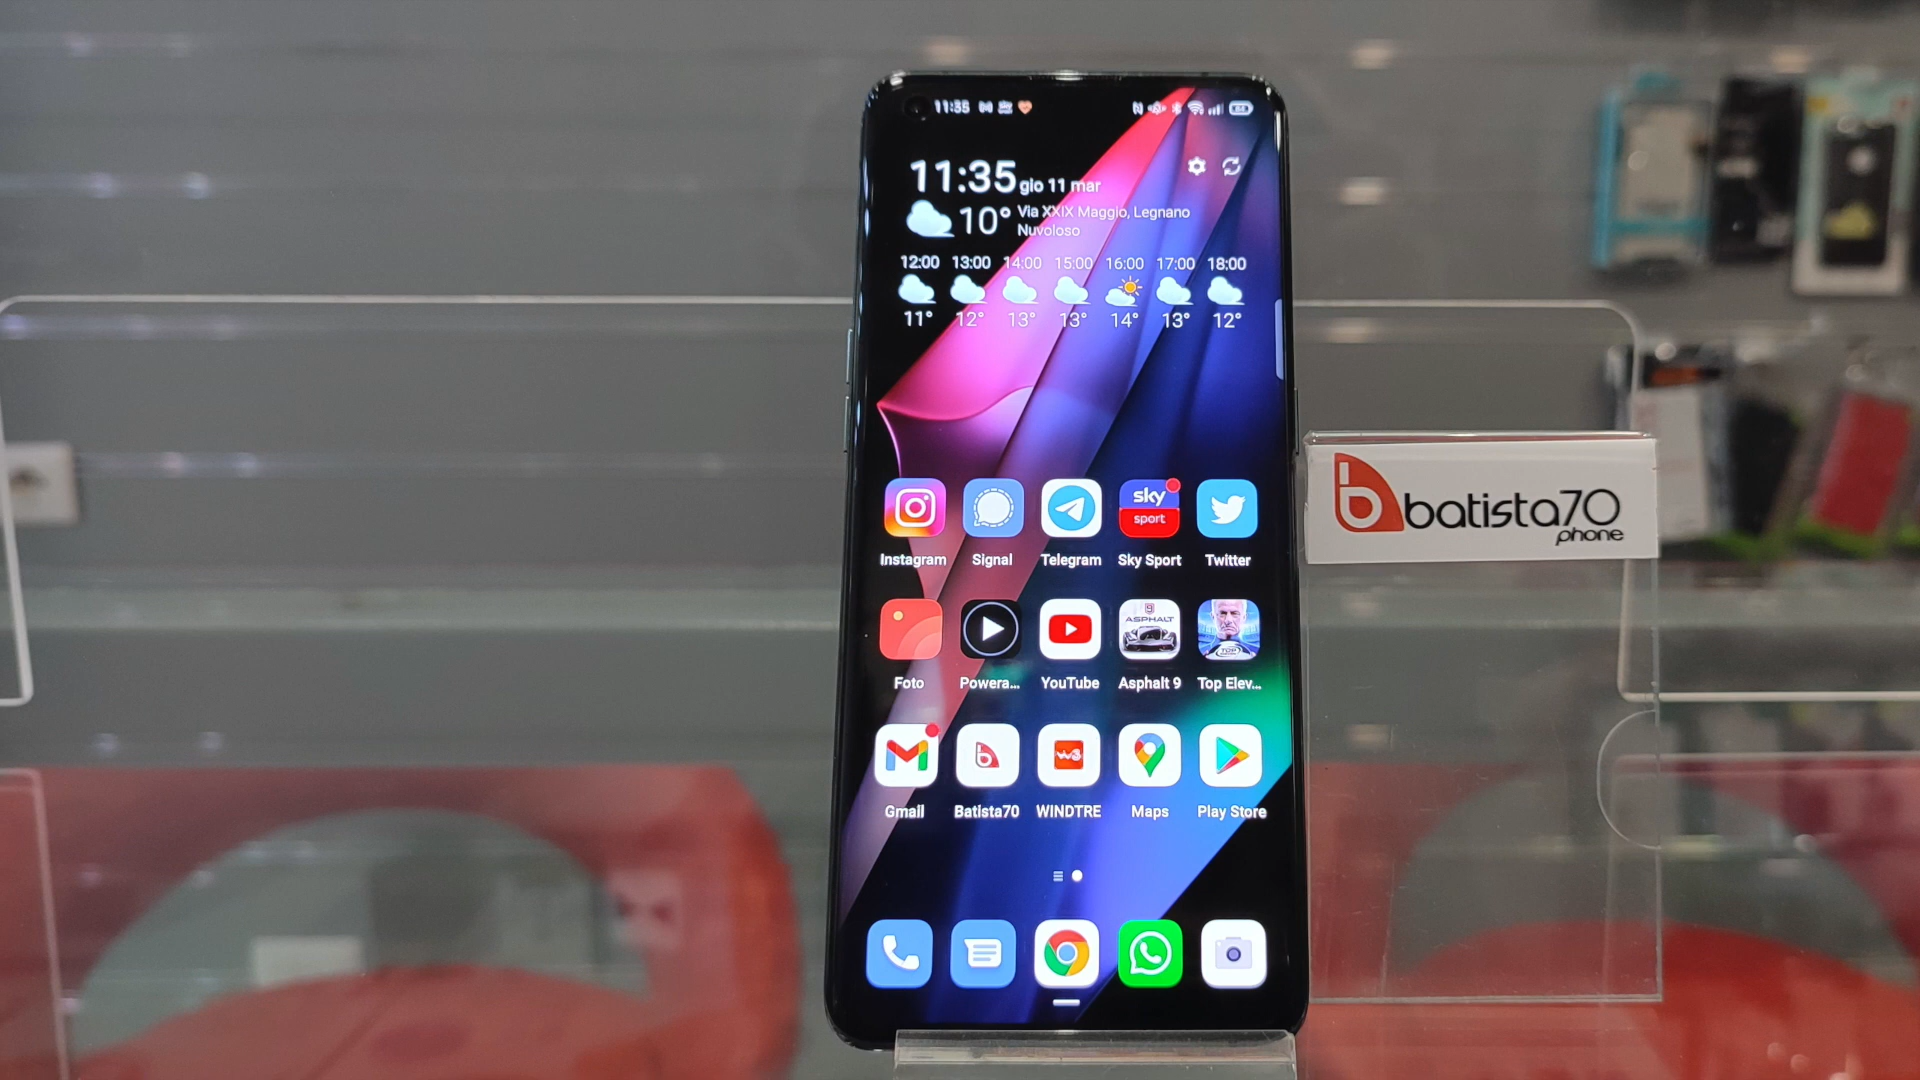 11:35
11:35 gio 11 mar
10° Via XXIX Maggio, Legnano
Nuvoloso
12:00 13:00 14:00 15:00 16:00 17:00 18:00
11° 12° 13° 13° 14° 13° 12°
sky
sport
Instagram Signal Telegram Sky Sport Twitter
9
ASPHALT
TOP
Foto Powera... YouTube Asphalt 9 Top Elev...
W3
Gmail Batista70 WINDTRE Maps Play Store
b batista70
phone